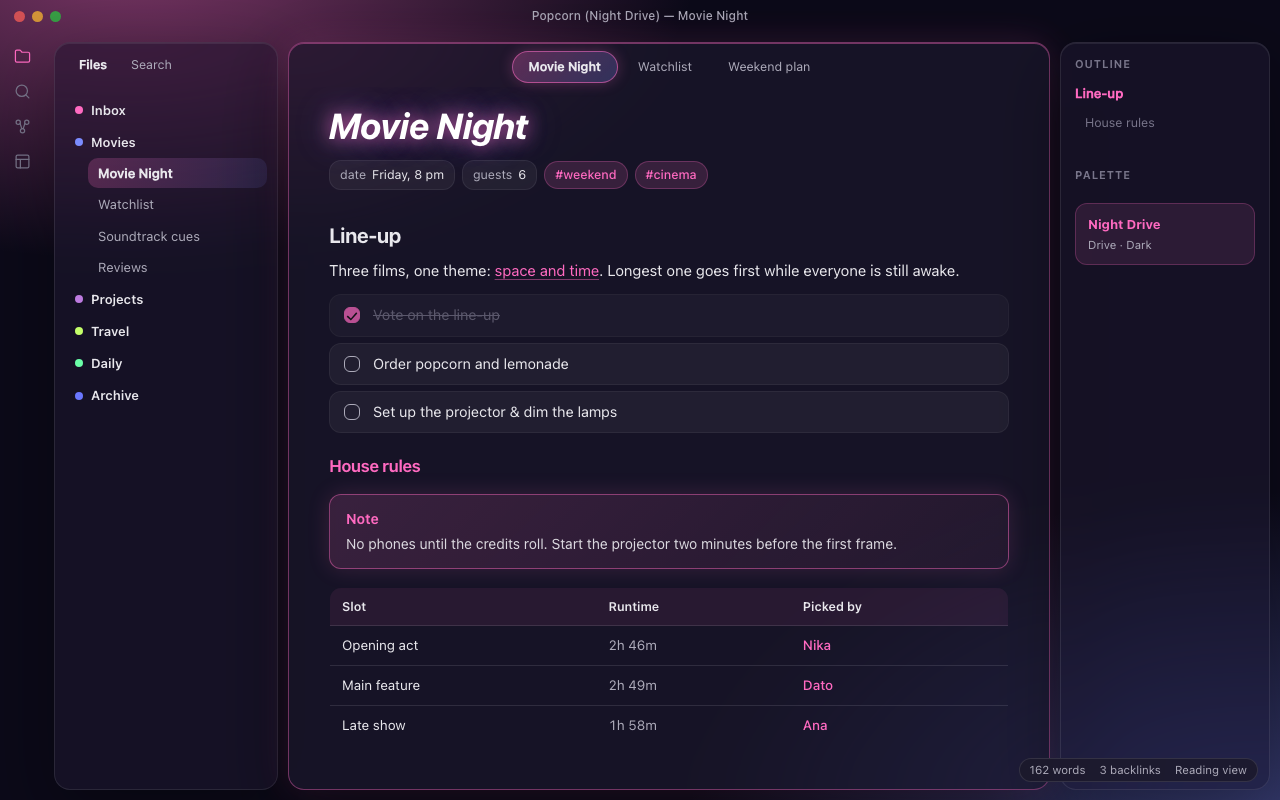 Popcorn (Night Drive) — Movie Night
Files Search
Inbox
Movies
Movie Night
Watchlist
Soundtrack cues
Reviews
Projects
Travel
Daily
Archive
Movie Night Watchlist Weekend plan
Movie Night
date Friday, 8 pm guests 6 #weekend #cinema
Line-up
Three films, one theme: space and time. Longest one goes first while everyone is still awake.
Vote on the line-up
Order popcorn and lemonade
Set up the projector & dim the lamps
House rules
Note
No phones until the credits roll. Start the projector two minutes before the first frame.
Slot Runtime Picked by
Opening act 2h 46m Nika
Main feature 2h 49m Dato
Late show 1h 58m Ana
OUTLINE
Line-up
House rules
PALETTE
Night Drive
Drive · Dark
162 words 3 backlinks Reading view